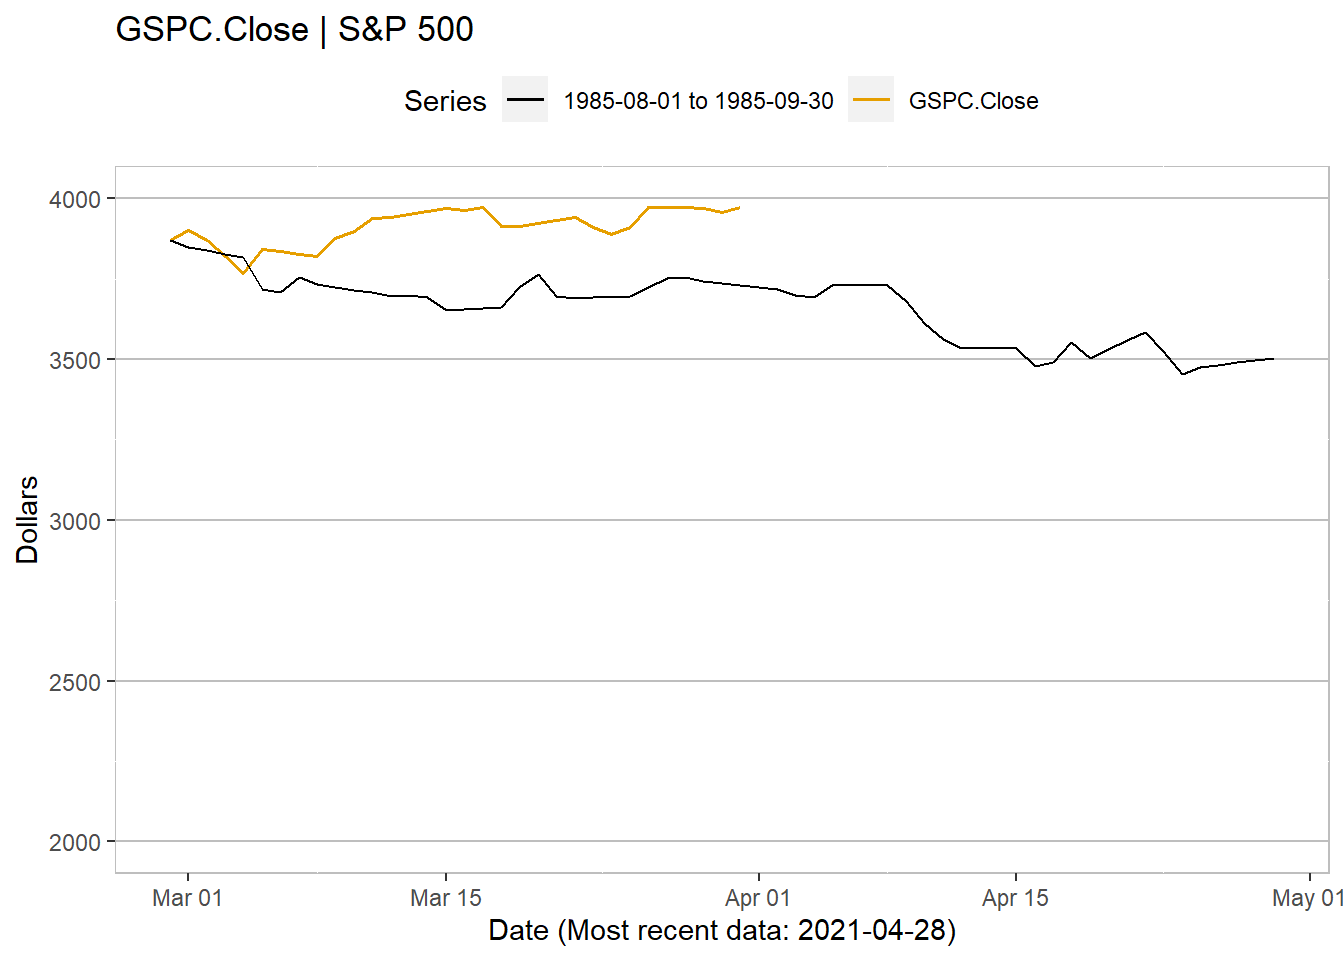 GSPC.Close | S&P 500
Series 1985-08-01 to 1985-09-30 GSPC.Close
4000
3500
3000
2500
2000
Dollars
Mar 01 Mar 15 Apr 01 Apr 15 May 01
Date (Most recent data: 2021-04-28)